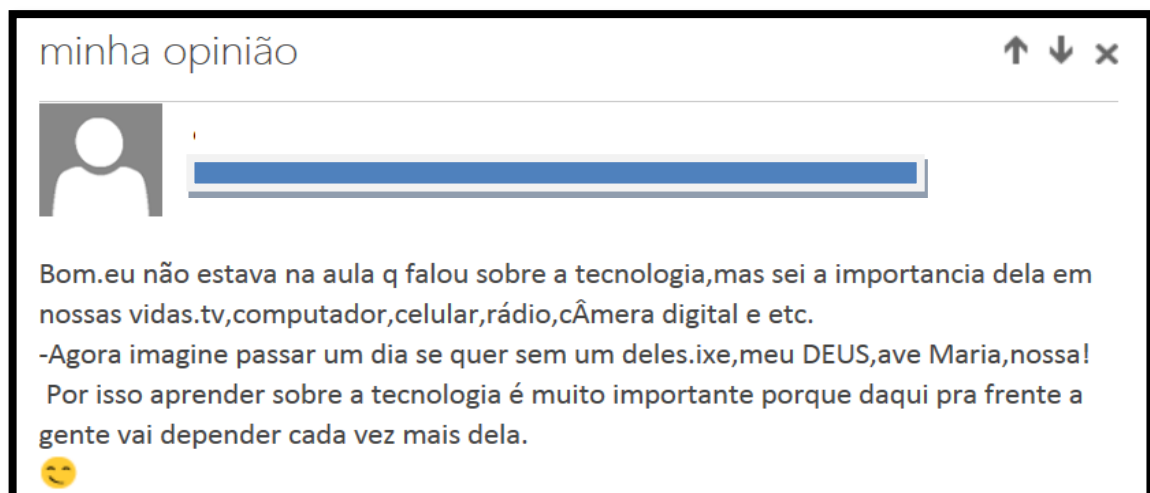 minha opinião
Bom.eu não estava na aula q falou sobre a tecnologia,mas sei a importancia dela em
nossas vidas.tv,computador,celular,rádio,cÂmera digital e etc.
-Agora imagine passar um dia se quer sem um deles.ixe,meu DEUS,ave Maria,nossa!
Por isso aprender sobre a tecnologia é muito importante porque daqui pra frente a
gente vai depender cada vez mais dela.